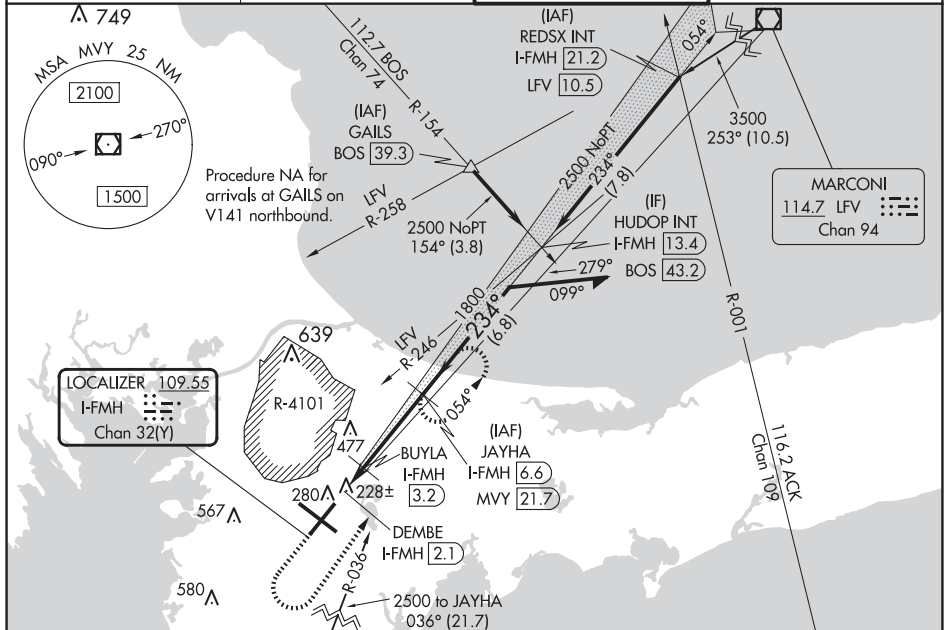 749
MSA MVY 25 NM
2100
090°
270°
1500
112.7 BOS
Chan 74
R-154
(IAF)
GAILS
BOS 39.3
Procedure NA for
arrivals at GAILS on
V141 northbound.
LFV
R-258
2500 NoPT
154° (3.8)
(IAF)
REDSX INT
I-FMH 21.2
LFV 10.5
054°
3500
253° (10.5)
2500 NoPT
234°
(7.8)
MARCONI
114.7 LFV
Chan 94
(IF)
HUDOP INT
I-FMH 13.4
BOS 43.2
279°
099°
R-001
116.2 ACK
Chan 109
1800
234°
(6.8)
LFV
R-246
639
R-4101
LOCALIZER 109.55
I-FMH
Chan 32(Y)
054°
477
BUYLA
I-FMH
3.2
(IAF)
JAYHA
I-FMH 6.6
MVY 21.7
280
228±
567
DEMBE
I-FMH 2.1
R-036
580
2500 to JAYHA
036° (21.7)